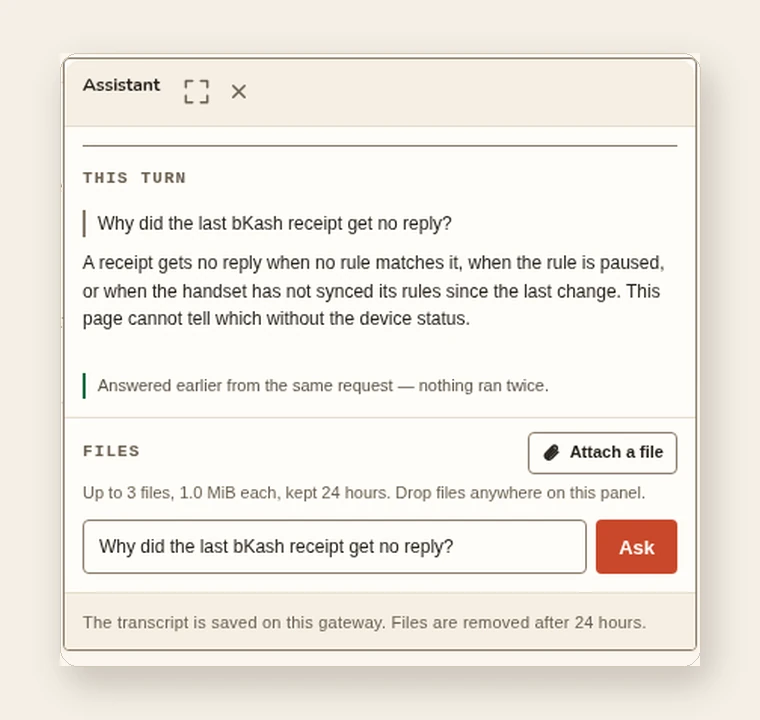 Assistant
THIS TURN
Why did the last bKash receipt get no reply?
A receipt gets no reply when no rule matches it, when the rule is paused,
or when the handset has not synced its rules since the last change. This
page cannot tell which without the device status.
Answered earlier from the same request — nothing ran twice.
FILES
Attach a file
Up to 3 files, 1.0 MiB each, kept 24 hours. Drop files anywhere on this panel.
Why did the last bKash receipt get no reply?
Ask
The transcript is saved on this gateway. Files are removed after 24 hours.